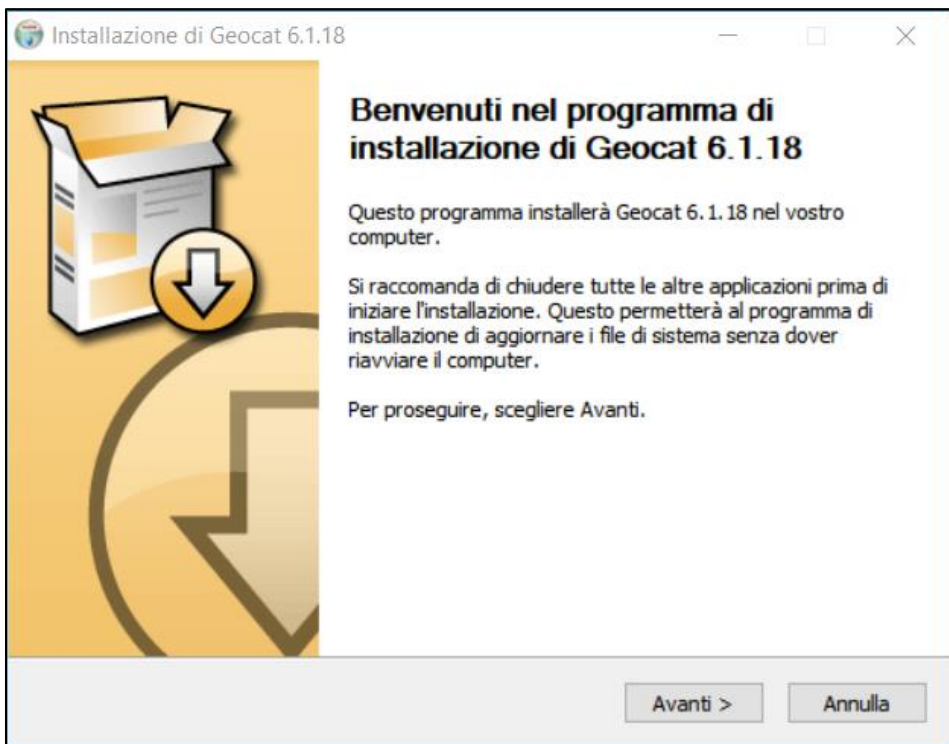 Installazione di Geocat 6.1.18
Benvenuti nel programma di
installazione di Geocat 6.1.18
Questo programma installerà Geocat 6.1.18 nel vostro
computer.
Si raccomanda di chiudere tutte le altre applicazioni prima di
iniziare l'installazione. Questo permetterà al programma di
installazione di aggiornare i file di sistema senza dover
riavviare il computer.
Per proseguire, scegliere Avanti.
Avanti >
Annulla